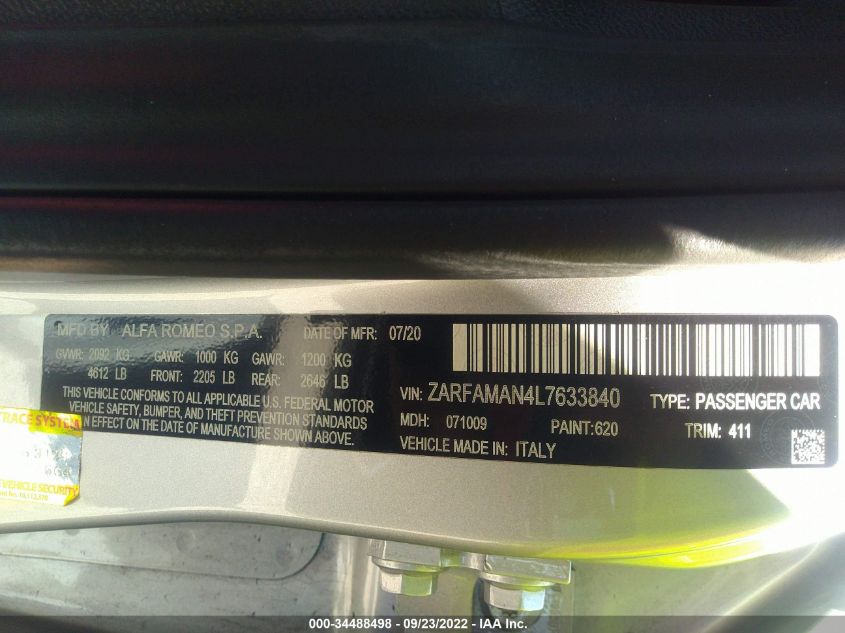 MFD BY ALFA ROMEO S.P.A. DATE OF MFR: 07/20
GVWR: 2092 KG GAWR: 1000 KG GAWR: 1200 KG
4612 LB FRONT: 2205 LB REAR: 2646 LB
THIS VEHICLE CONFORMS TO ALL APPLICABLE U.S. FEDERAL MOTOR
VEHICLE SAFETY, BUMPER, AND THEFT PREVENTION STANDARDS
IN EFFECT ON THE DATE OF MANUFACTURE SHOWN ABOVE.
VIN: ZARFAMAN4L7633840 TYPE: PASSENGER CAR
MDH: 071009 PAINT:620 TRIM: 411
VEHICLE MADE IN: ITALY
TRACE SYSTEM
VEHICLE SECURITY
000-34488498 - 09/23/2022 - IAA Inc.